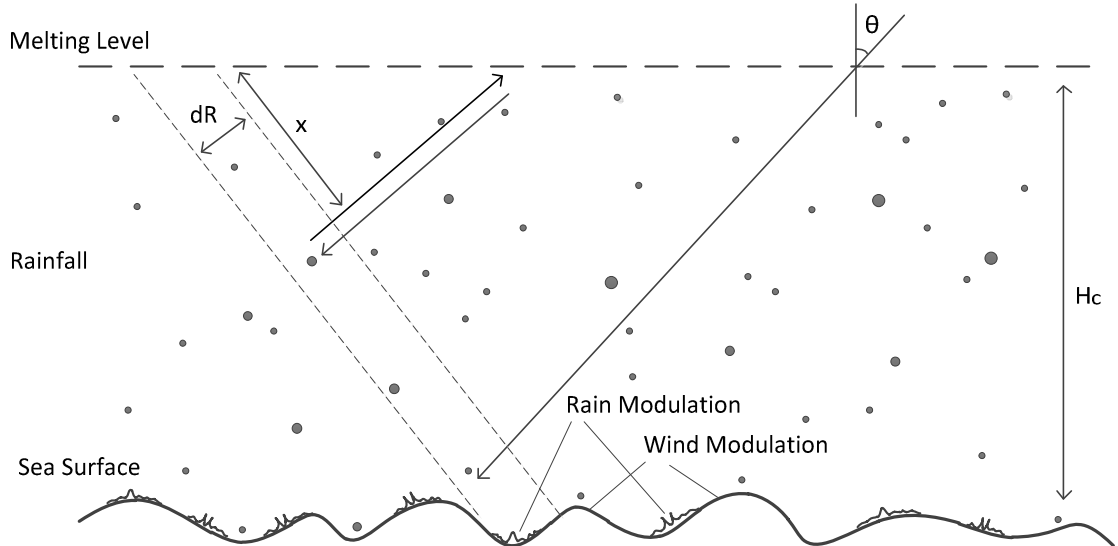 Melting Level
θ
dR
x
Rainfall
Hc
Rain Modulation
Wind Modulation
Sea Surface